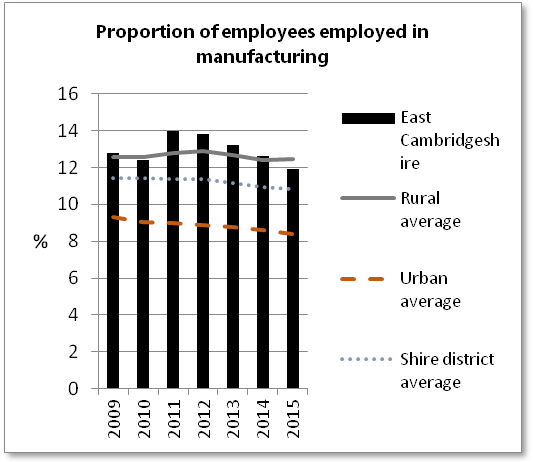 Proportion of employees employed in
manufacturing
16
14
12
10
8
6
4
2
0
%
2009
2010
2011
2012
2013
2014
2015
East
Cambridgesh
ire
Rural
average
Urban
average
Shire district
average